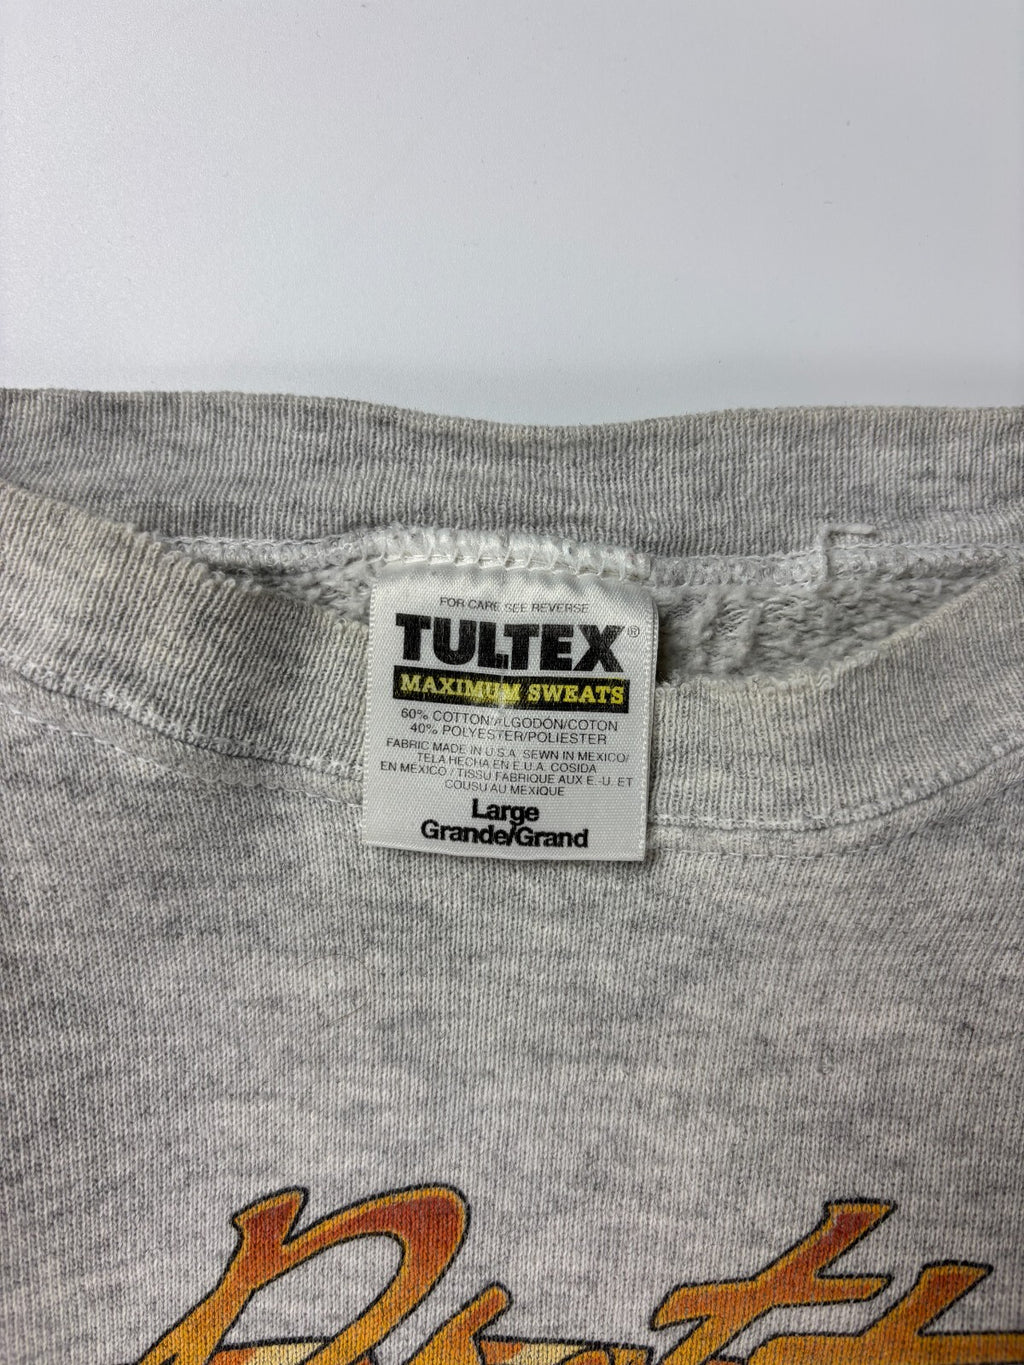 FOR CARE SEE REVERSE
TULTEX®
MAXIMUM SWEATS
60% COTTON/ALGODÓN/COTON
40% POLYESTER/POLIESTER
FABRIC MADE IN U.S.A. SEWN IN MEXICO/
TELA HECHA EN E.U.A. COSIDA
EN MEXICO / TISSU FABRIQUE AUX E.-U. ET
COUSU AU MEXIQUE
Large
Grande/Grand